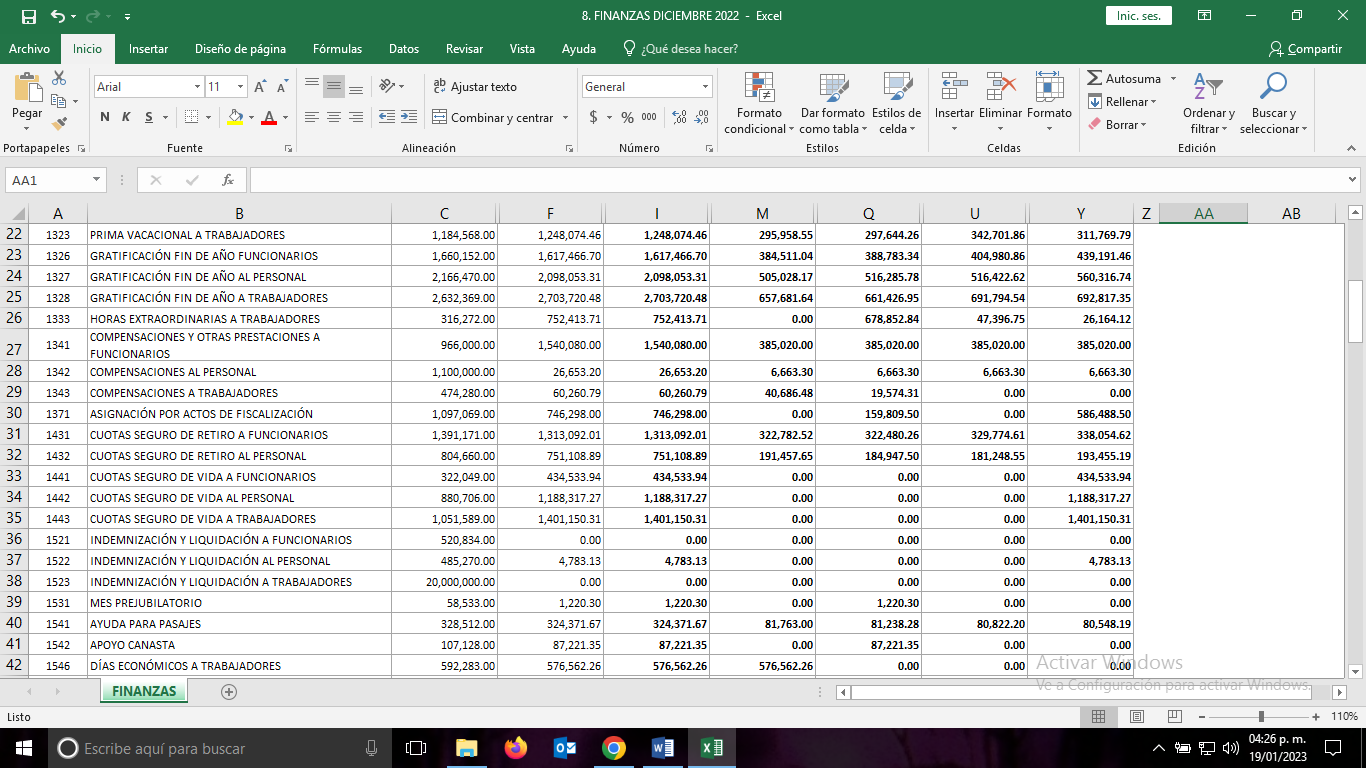 8. FINANZAS DICIEMBRE 2022 - Excel
Inic. ses.
Archivo Inicio Insertar Diseño de página Fórmulas Datos Revisar Vista Ayuda ¿Qué desea hacer? Compartir
Pegar
Arial 11
N K S
Ajustar texto
Combinar y centrar
General
$ % 000
Formato condicional
Dar formato como tabla
Estilos de celda
Insertar Eliminar Formato
Autosuma
Rellenar
Borrar
Ordenar y filtrar
Buscar y seleccionar
Portapapeles Fuente Alineación Número Estilos Celdas Edición
AA1 fx
A B C F I M Q U Y Z AA AB
22 1323 PRIMA VACACIONAL A TRABAJADORES 1,184,568.00 1,248,074.46 1,248,074.46 295,958.55 297,644.26 342,701.86 311,769.79
23 1326 GRATIFICACIÓN FIN DE AÑO FUNCIONARIOS 1,660,152.00 1,617,466.70 1,617,466.70 384,511.04 388,783.34 404,980.86 439,191.46
24 1327 GRATIFICACIÓN FIN DE AÑO AL PERSONAL 2,166,470.00 2,098,053.31 2,098,053.31 505,028.17 516,285.78 516,422.62 560,316.74
25 1328 GRATIFICACIÓN FIN DE AÑO A TRABAJADORES 2,632,369.00 2,703,720.48 2,703,720.48 657,681.64 661,426.95 691,794.54 692,817.35
26 1333 HORAS EXTRAORDINARIAS A TRABAJADORES 316,272.00 752,413.71 752,413.71 0.00 678,852.84 47,396.75 26,164.12
27 1341 COMPENSACIONES Y OTRAS PRESTACIONES A FUNCIONARIOS 966,000.00 1,540,080.00 1,540,080.00 385,020.00 385,020.00 385,020.00 385,020.00
28 1342 COMPENSACIONES AL PERSONAL 1,100,000.00 26,653.20 26,653.20 6,663.30 6,663.30 6,663.30 6,663.30
29 1343 COMPENSACIONES A TRABAJADORES 474,280.00 60,260.79 60,260.79 40,686.48 19,574.31 0.00 0.00
30 1371 ASIGNACIÓN POR ACTOS DE FISCALIZACIÓN 1,097,069.00 746,298.00 746,298.00 0.00 159,809.50 0.00 586,488.50
31 1431 CUOTAS SEGURO DE RETIRO A FUNCIONARIOS 1,391,171.00 1,313,092.01 1,313,092.01 322,782.52 322,480.26 329,774.61 338,054.62
32 1432 CUOTAS SEGURO DE RETIRO AL PERSONAL 804,660.00 751,108.89 751,108.89 191,457.65 184,947.50 181,248.55 193,455.19
33 1441 CUOTAS SEGURO DE VIDA A FUNCIONARIOS 322,049.00 434,533.94 434,533.94 0.00 0.00 0.00 434,533.94
34 1442 CUOTAS SEGURO DE VIDA AL PERSONAL 880,706.00 1,188,317.27 1,188,317.27 0.00 0.00 0.00 1,188,317.27
35 1443 CUOTAS SEGURO DE VIDA A TRABAJADORES 1,051,589.00 1,401,150.31 1,401,150.31 0.00 0.00 0.00 1,401,150.31
36 1521 INDEMNIZACIÓN Y LIQUIDACIÓN A FUNCIONARIOS 520,834.00 0.00 0.00 0.00 0.00 0.00 0.00
37 1522 INDEMNIZACIÓN Y LIQUIDACIÓN AL PERSONAL 485,270.00 4,783.13 4,783.13 0.00 0.00 0.00 4,783.13
38 1523 INDEMNIZACIÓN Y LIQUIDACIÓN A TRABAJADORES 20,000,000.00 0.00 0.00 0.00 0.00 0.00 0.00
39 1531 MES PREJUBILATORIO 58,533.00 1,220.30 1,220.30 0.00 1,220.30 0.00 0.00
40 1541 AYUDA PARA PASAJES 328,512.00 324,371.67 324,371.67 81,763.00 81,238.28 80,822.20 80,548.19
41 1542 APOYO CANASTA 107,128.00 87,221.35 87,221.35 0.00 87,221.35 0.00 0.00
42 1546 DÍAS ECONÓMICOS A TRABAJADORES 592,283.00 576,562.26 576,562.26 576,562.26 0.00 0.00 0.00
Activar Windows
Ve a Configuración para activar Windows.
FINANZAS
Listo
110%
Escribe aquí para buscar
04:26 p. m.
19/01/2023